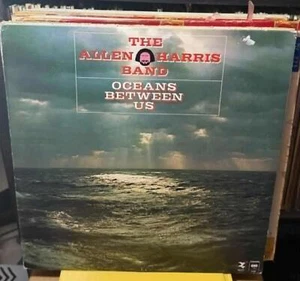 THE
ALLEN HARRIS
BAND
OCEANS
BETWEEN
US